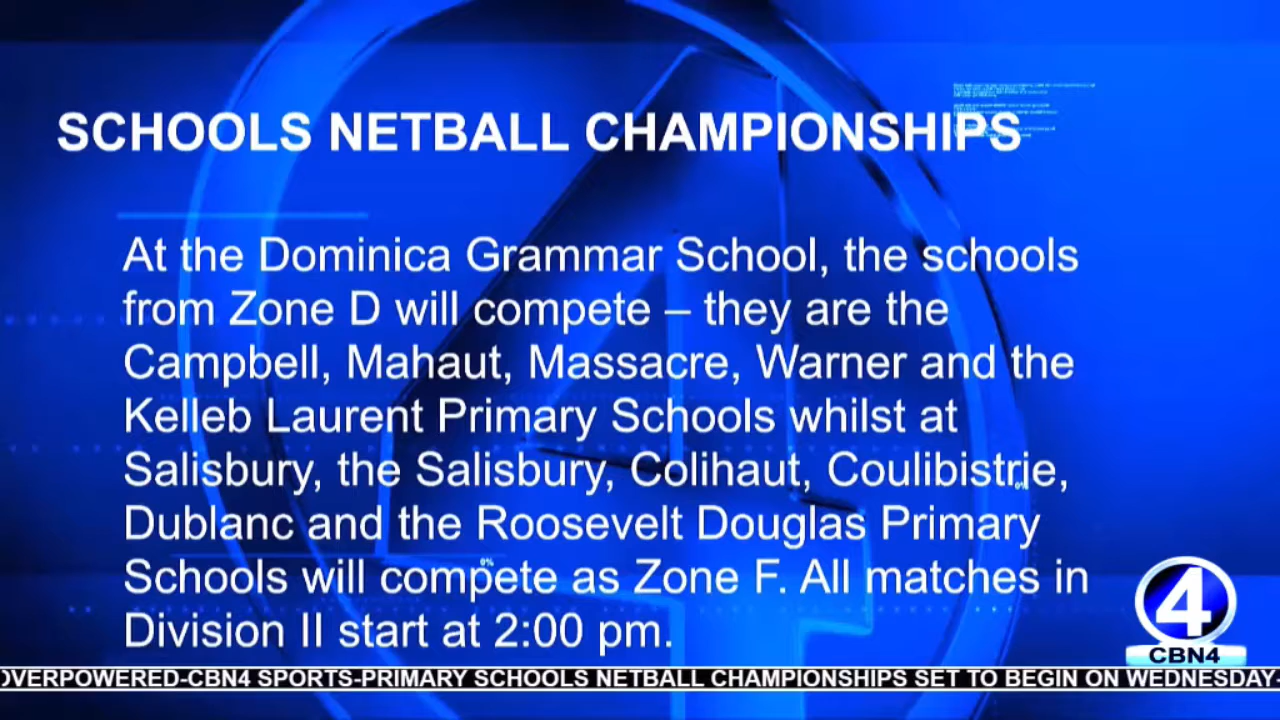 SCHOOLS NETBALL CHAMPIONSHIPS
At the Dominica Grammar School, the schools
from Zone D will compete – they are the
Campbell, Mahaut, Massacre, Warner and the
Kelleb Laurent Primary Schools whilst at
Salisbury, the Salisbury, Colihaut, Coulibistrie,
Dublanc and the Roosevelt Douglas Primary
Schools will compete as Zone F. All matches in
Division II start at 2:00 pm.
4
CBN4
OVERPOWERED-CBN4 SPORTS-PRIMARY SCHOOLS NETBALL CHAMPIONSHIPS SET TO BEGIN ON WEDNESDAY-